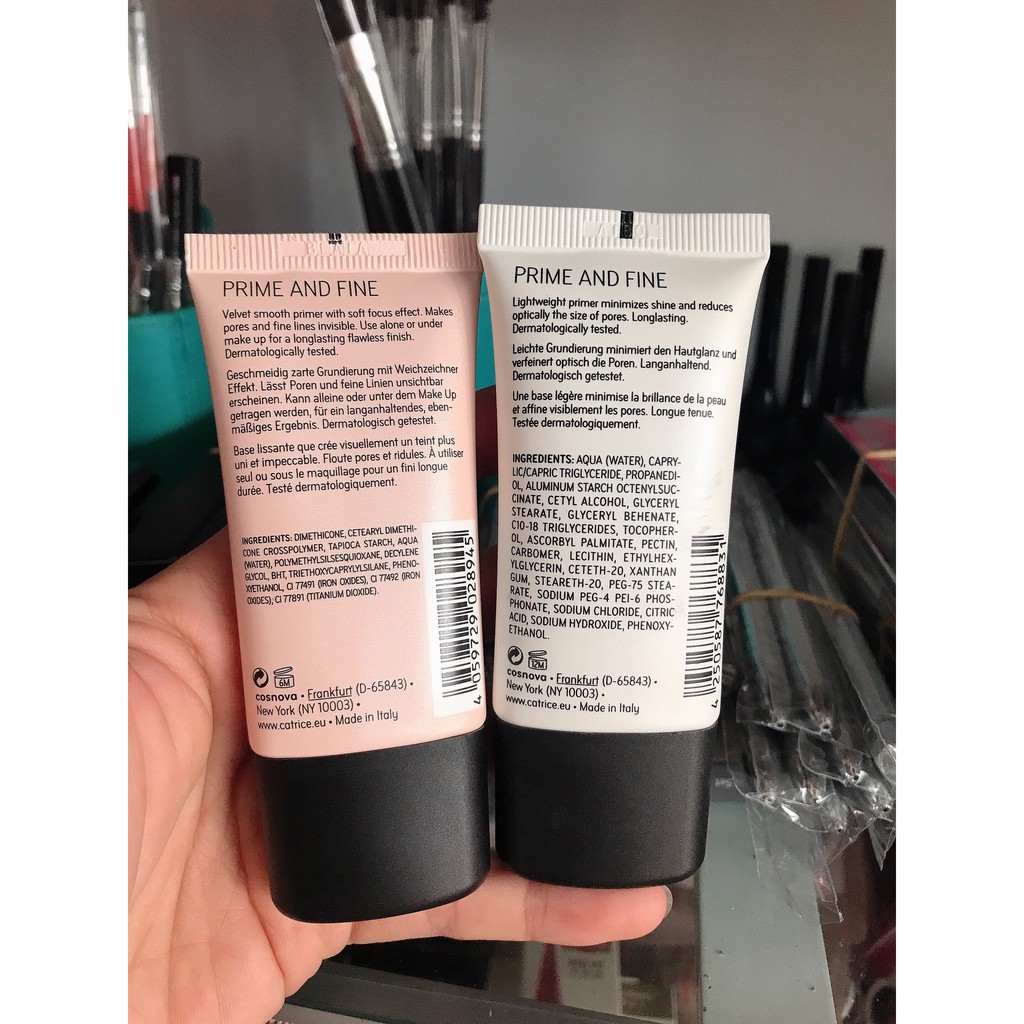 PRIME AND FINE
Velvet smooth primer with soft focus effect. Makes
pores and fine lines invisible. Use alone or under
make up for a longlasting flawless finish.
Dermatologically tested.
Geschmeidig zarte Grundierung mit Weichzeichner
Effekt. Lässt Poren und feine Linien unsichtbar
erscheinen. Kann alleine oder unter dem Make Up
getragen werden, für ein langanhaltendes, eben-
mäßiges Ergebnis. Dermatologisch getestet.
Base lissante que crée visuellement un teint plus
uni et impeccable. Floute pores et ridules. À utiliser
seul ou sous le maquillage pour un fini longue
durée. Testé dermatologiquement.
INGREDIENTS: DIMETHICONE, CETEARYL DIMETHI-
CONE CROSSPOLYMER, TAPIOCA STARCH, AQUA
(WATER), POLYMETHYLSILSESQUIOXANE, DECYLENE
GLYCOL, BHT, TRIETHOXYCAPRYLYLSILANE, PHENO-
XYETHANOL, CI 77491 (IRON OXIDES), CI 77492 (IRON
OXIDES), CI 77891 (TITANIUM DIOXIDE).
4 059729 028945
6M
cosnova • Frankfurt (D-65843) •
New York (NY 10003) •
www.catrice.eu • Made in Italy
PRIME AND FINE
Lightweight primer minimizes shine and reduces
optically the size of pores. Longlasting.
Dermatologically tested.
Leichte Grundierung minimiert den Hautglanz und
verfeinert optisch die Poren. Langanhaltend.
Dermatologisch getestet.
Une base légère minimise la brillance de la peau
et affine visiblement les pores. Longue tenue.
Testée dermatologiquement.
INGREDIENTS: AQUA (WATER), CAPRY-
LIC/CAPRIC TRIGLYCERIDE, PROPANEDI-
OL, ALUMINUM STARCH OCTENYLSUC-
CINATE, CETYL ALCOHOL, GLYCERYL
STEARATE, GLYCERYL BEHENATE,
C10-18 TRIGLYCERIDES, TOCOPHER-
OL, ASCORBYL PALMITATE, PECTIN,
CARBOMER, LECITHIN, ETHYLHEX-
YLGLYCERIN, CETETH-20, XANTHAN
GUM, STEARETH-20, PEG-75 STEA-
RATE, SODIUM PEG-4 PEI-6 PHOS-
PHONATE, SODIUM CHLORIDE, CITRIC
ACID, SODIUM HYDROXIDE, PHENOXY-
ETHANOL.
4 250587 768831
12M
cosnova • Frankfurt (D-65843) •
New York (NY 10003) •
www.catrice.eu • Made in Italy